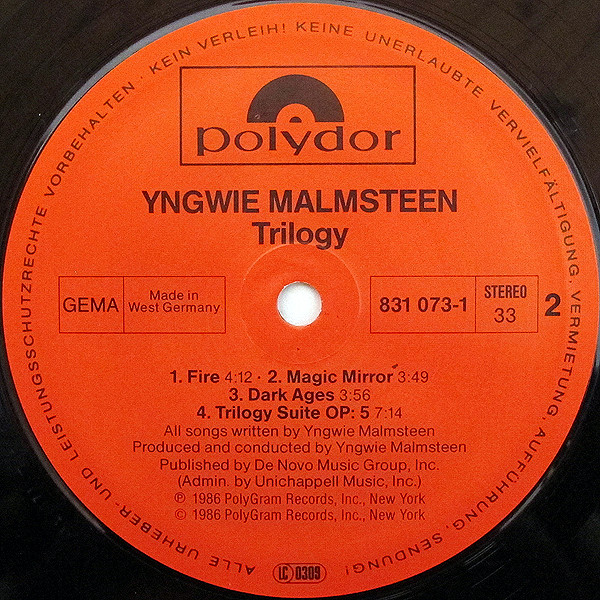 ALLE URHEBER- UND LEISTUNGSSCHUTZRECHTE VORBEHALTEN · KEIN VERLEIH! KEINE UNERLAUBTE VERVIELFÄLTIGUNG, VERMIETUNG, AUFFÜHRUNG, SENDUNG!
polydor
YNGWIE MALMSTEEN
Trilogy
GEMA
Made in
West Germany
831 073-1
STEREO
33
2
1. Fire 4:12 · 2. Magic Mirror 3:49
3. Dark Ages 3:56
4. Trilogy Suite OP: 5 7:14
All songs written by Yngwie Malmsteen
Produced and conducted by Yngwie Malmsteen
Published by De Novo Music Group, Inc.
(Admin. by Unichappell Music, Inc.)
℗ 1986 PolyGram Records, Inc., New York
© 1986 PolyGram Records, Inc., New York
LC 0309